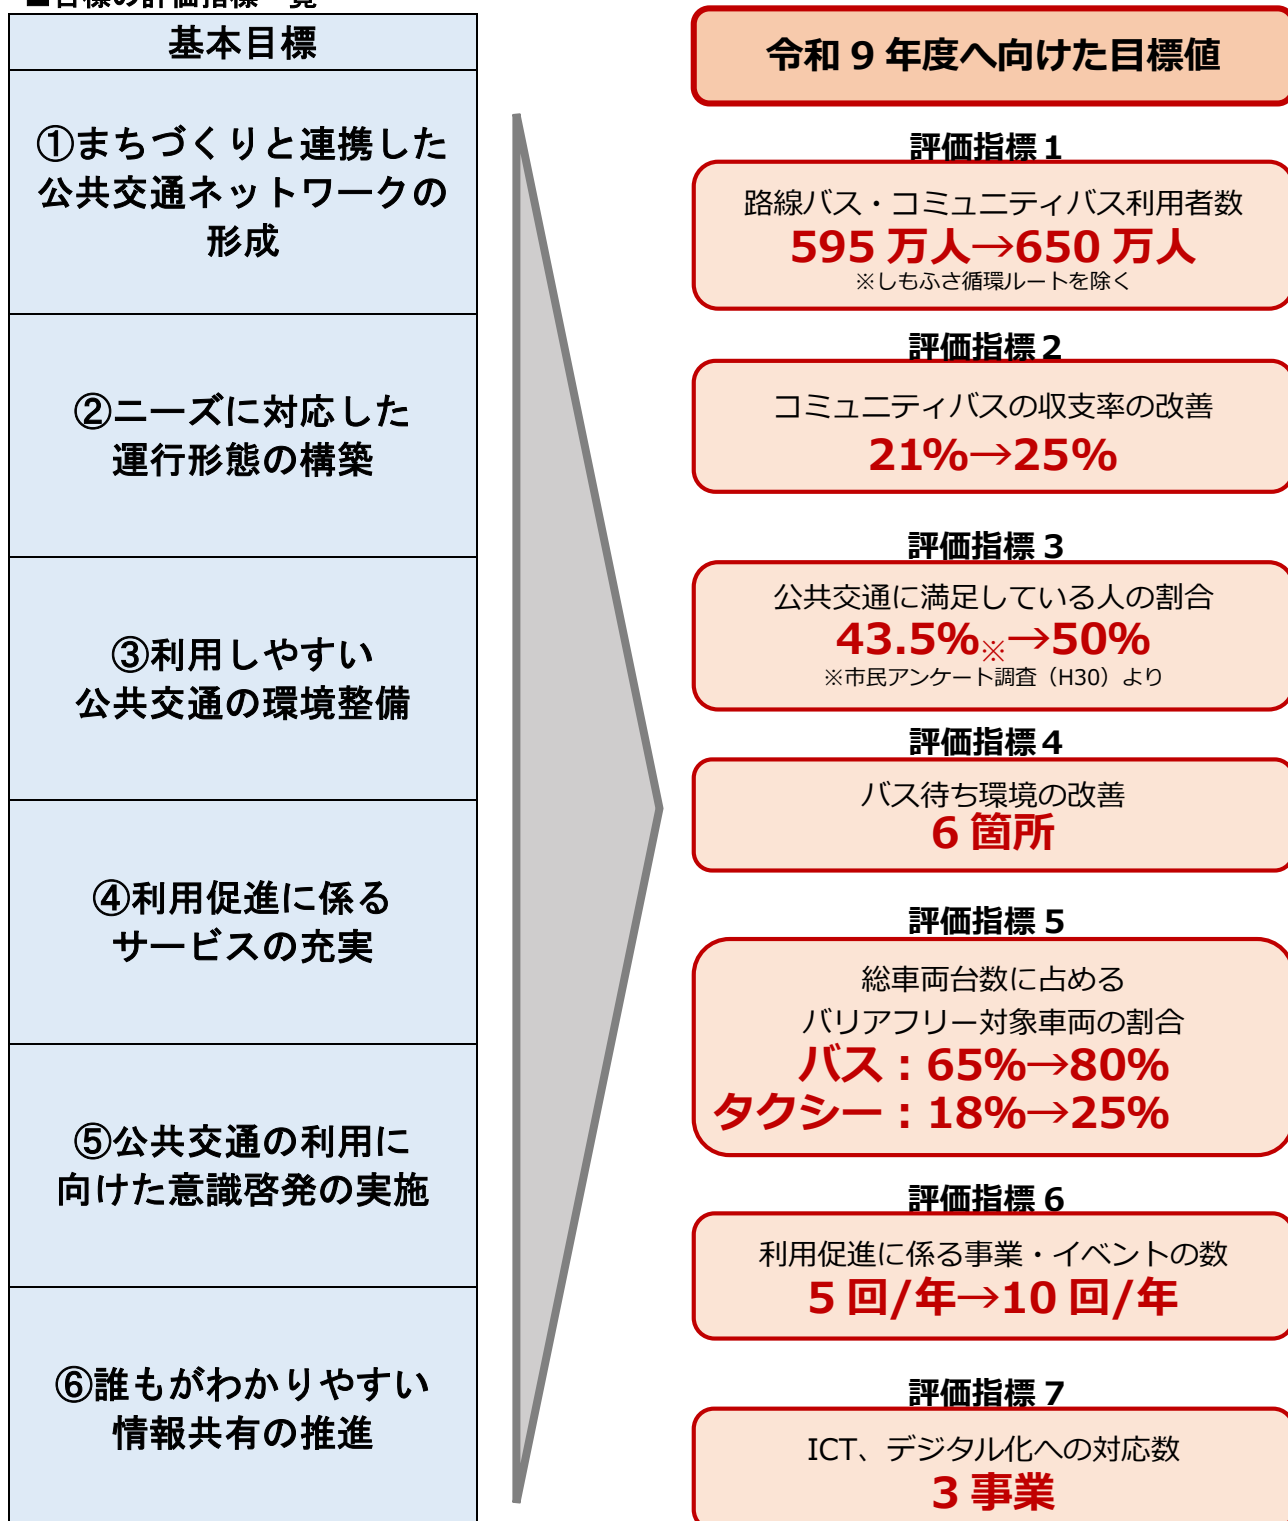 ■目標の評価指標一覧
基本目標
①まちづくりと連携した
公共交通ネットワークの
形成
②ニーズに対応した
運行形態の構築
③利用しやすい
公共交通の環境整備
④利用促進に係る
サービスの充実
⑤公共交通の利用に
向けた意識啓発の実施
⑥誰もがわかりやすい
情報共有の推進
令和 9 年度へ向けた目標値
評価指標 1
路線バス・コミュニティバス利用者数
595 万人→650 万人
※しもふさ循環ルートを除く
評価指標 2
コミュニティバスの収支率の改善
21%→25%
評価指標 3
公共交通に満足している人の割合
43.5%※→50%
※市民アンケート調査（H30）より
評価指標 4
バス待ち環境の改善
6 箇所
評価指標 5
総車両台数に占める
バリアフリー対象車両の割合
バス：65%→80%
タクシー：18%→25%
評価指標 6
利用促進に係る事業・イベントの数
5 回/年→10 回/年
評価指標 7
ICT、デジタル化への対応数
3 事業